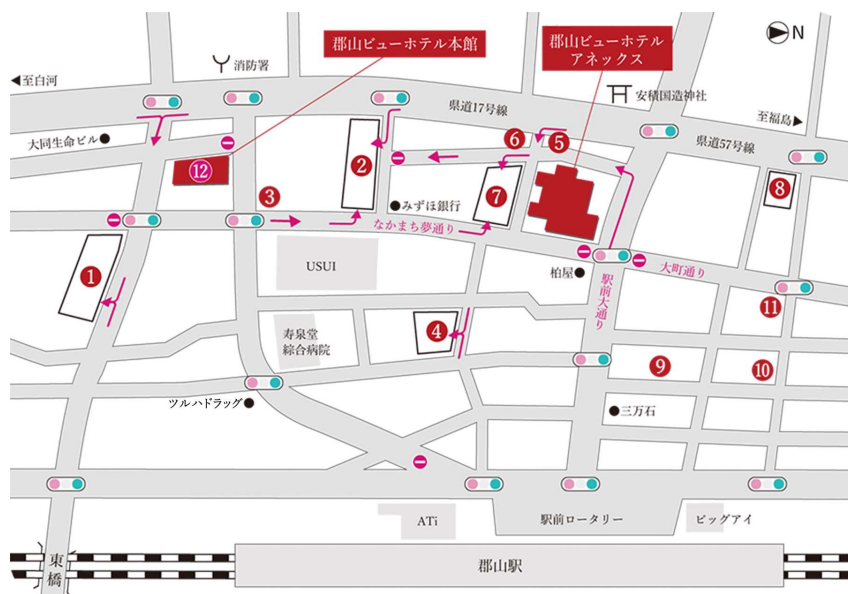 郡山ビューホテル本館
郡山ビューホテル
アネックス
N
消防署
◀至白河
県道17号線
安積国造神社
至福島▶
県道57号線
大同生命ビル
⑫
②
③
⑥
⑤
⑦
⑧
みずほ銀行
なかまち夢通り
①
USUI
柏屋
大町通り
駅前大通り
⑪
寿泉堂
綜合病院
④
⑨
⑩
ツルハドラッグ
三万石
ATi
駅前ロータリー
ビッグアイ
東橋
郡山駅